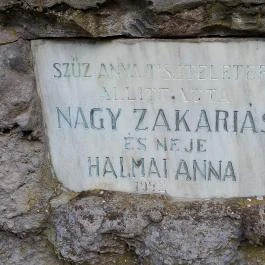 SZŰZ ANYA TISZTELETÉRE
ÁLLÍTTATTA
NAGY ZAKARIÁS
ÉS NEJE
HALMAI ANNA